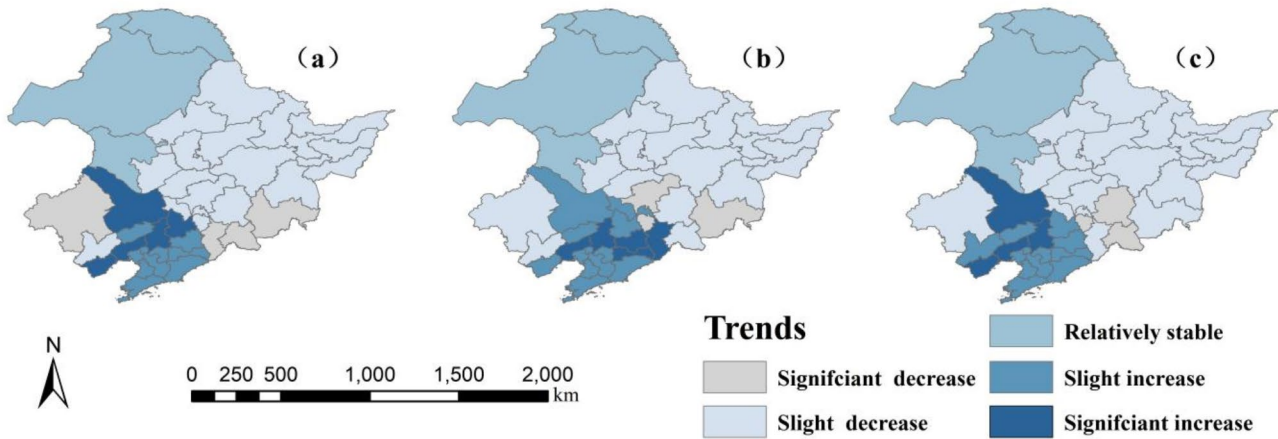 （a）
（b）
（c）
Trends
Relatively stable
Signifciant decrease
Slight increase
Slight decrease
Signifciant increase
N
0 250 500 1,000 1,500 2,000
km